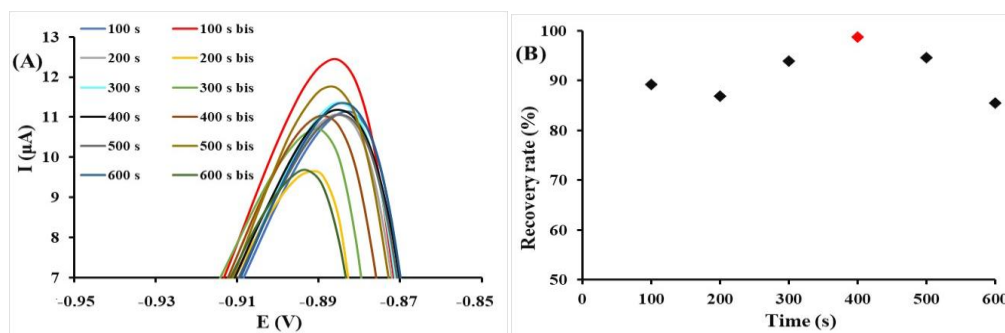 (A)
I (µA)
13
12
11
10
9
8
7
100 s 100 s bis
200 s 200 s bis
300 s 300 s bis
400 s 400 s bis
500 s 500 s bis
600 s 600 s bis
-0.95 -0.93 -0.91 -0.89 -0.87 -0.85
E (V)
(B)
Recovery rate (%)
100
90
80
70
60
50
0 100 200 300 400 500 600
Time (s)